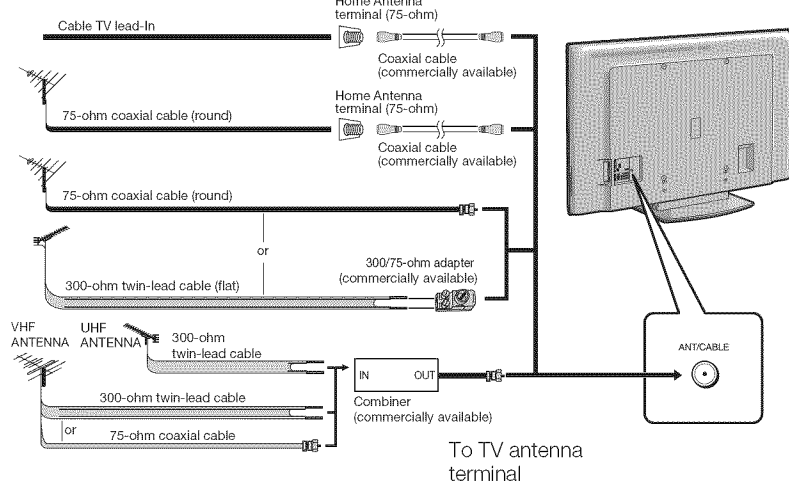 Home Antenna
terminal (75-ohm)
Cable TV lead-In
Coaxial cable
(commercially available)
Home Antenna
terminal (75-ohm)
75-ohm coaxial cable (round)
Coaxial cable
(commercially available)
75-ohm coaxial cable (round)
or
300/75-ohm adapter
(commercially available)
300-ohm twin-lead cable (flat)
VHF
ANTENNA
UHF
ANTENNA
300-ohm
twin-lead cable
ANT/CABLE
IN
OUT
300-ohm twin-lead cable
Combiner
(commercially available)
or
75-ohm coaxial cable
To TV antenna
terminal